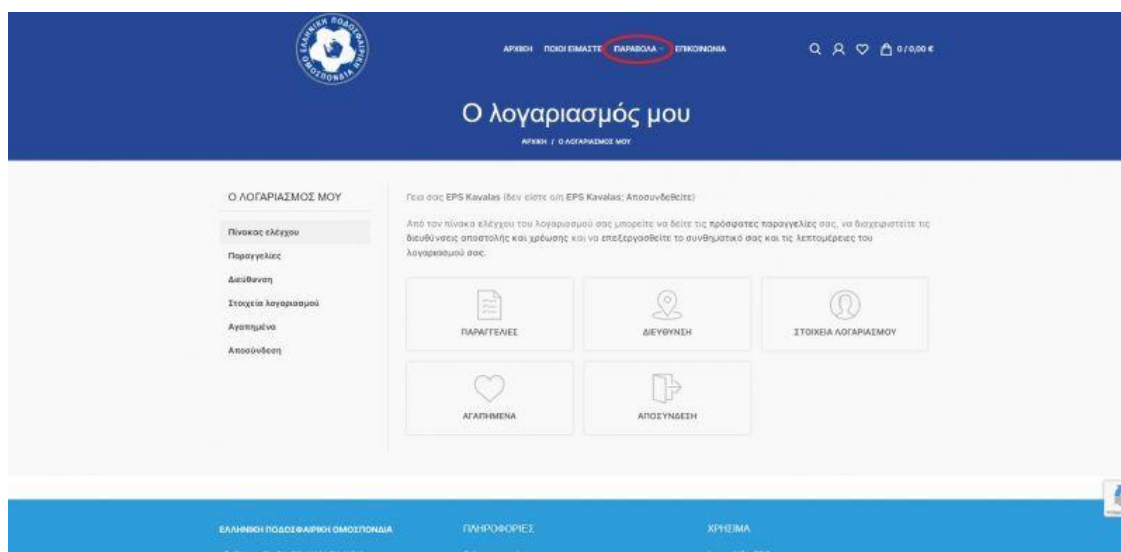 ΕΛΛΗΝΙΚΗ ΠΟΔΟΣΦΑΙΡΙΚΗ ΟΜΟΣΠΟΝΔΙΑ
ΑΡΧΙΚΗ ΠΟΙΟΙ ΕΙΜΑΣΤΕ ΠΑΡΑΒΟΛΑ ΕΠΙΚΟΙΝΩΝΙΑ 0 / 0,00 €
Ο λογαριασμός μου
ΑΡΧΙΚΗ / Ο ΛΟΓΑΡΙΑΣΜΟΣ ΜΟΥ
Ο ΛΟΓΑΡΙΑΣΜΟΣ ΜΟΥ
Πίνακας ελέγχου
Παραγγελίες
Διεύθυνση
Στοιχεία λογαριασμού
Αγαπημένα
Αποσύνδεση
Γεια σας EPS Kavalas (δεν είστε ο/η EPS Kavalas; Αποσυνδεθείτε)
Από τον πίνακα ελέγχου του λογαριασμού σας μπορείτε να δείτε τις πρόσφατες παραγγελίες σας, να διαχειριστείτε τις
διευθύνσεις αποστολής και χρέωσης και να επεξεργασθείτε το συνθηματικό σας και τις λεπτομέρειες του
λογαριασμού σας.
ΠΑΡΑΓΓΕΛΙΕΣ
ΔΙΕΥΘΥΝΣΗ
ΣΤΟΙΧΕΙΑ ΛΟΓΑΡΙΑΣΜΟΥ
ΑΓΑΠΗΜΕΝΑ
ΑΠΟΣΥΝΔΕΣΗ
ΕΛΛΗΝΙΚΗ ΠΟΔΟΣΦΑΙΡΙΚΗ ΟΜΟΣΠΟΝΔΙΑ
ΠΛΗΡΟΦΟΡΙΕΣ
ΧΡΗΣΙΜΑ